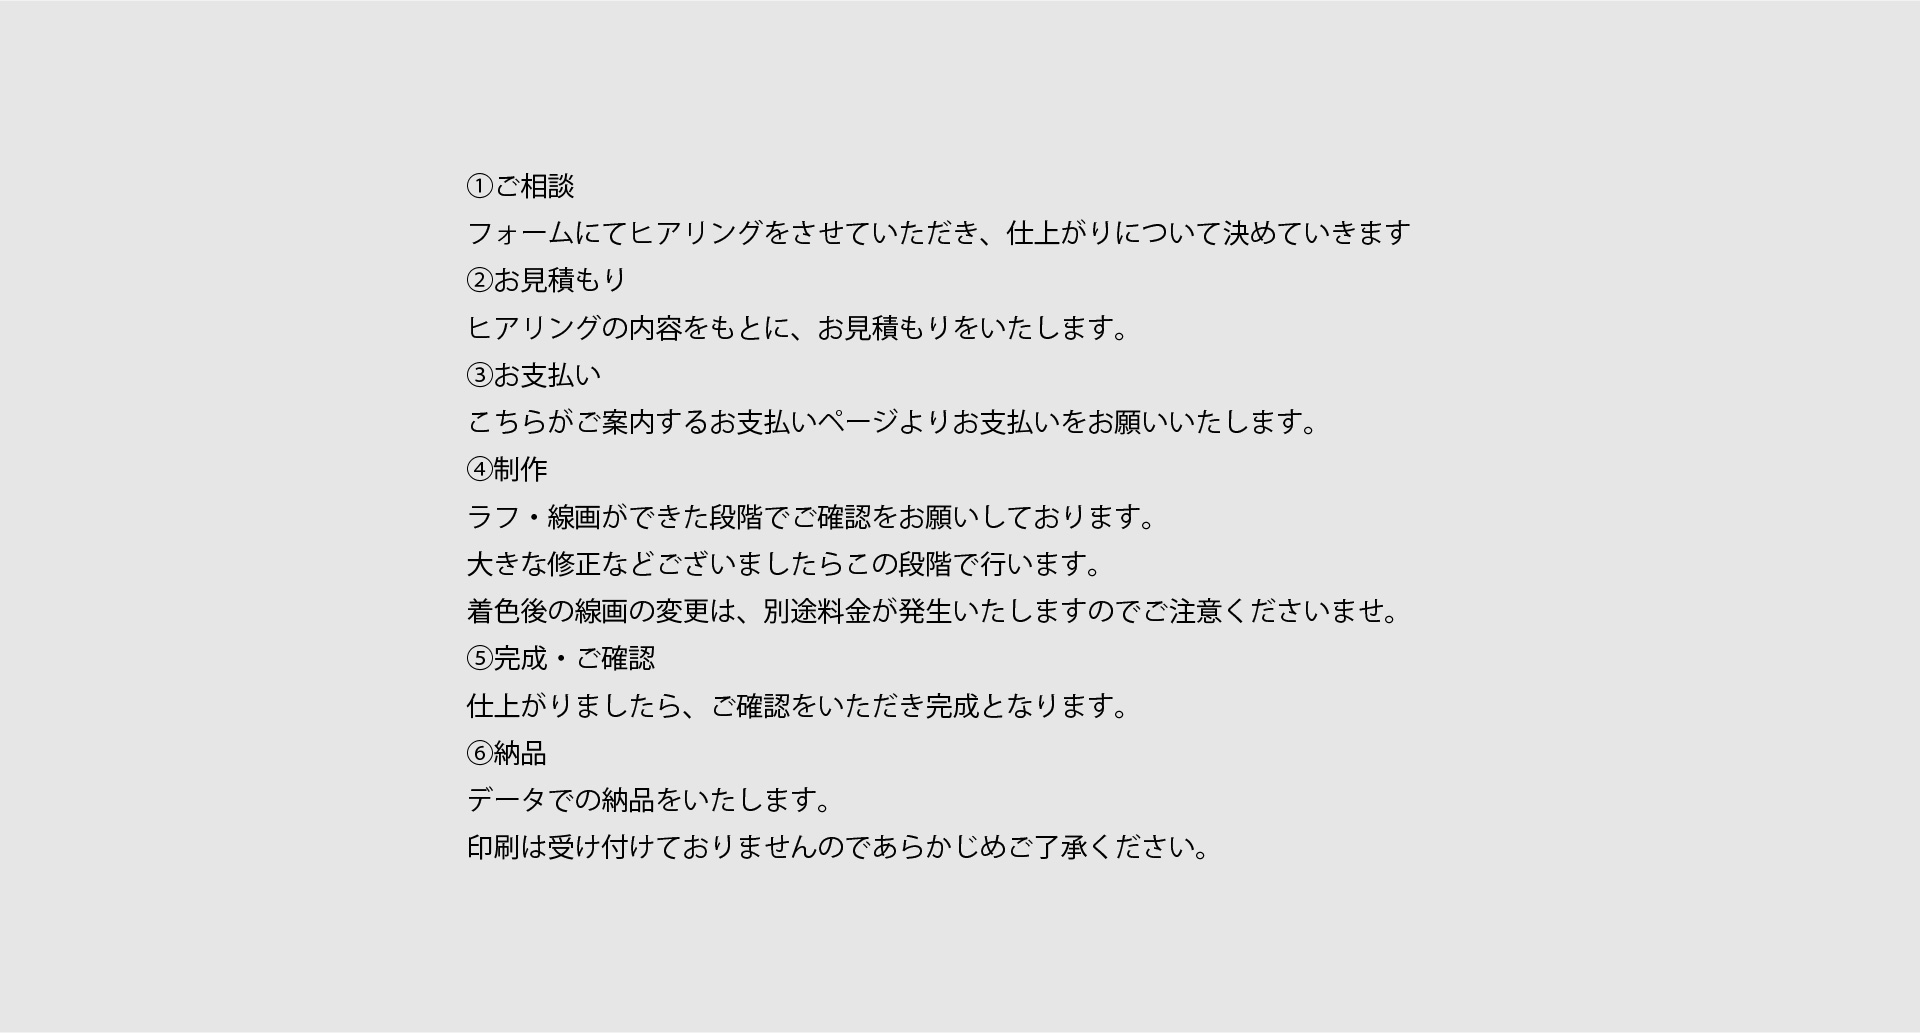 ①ご相談
フォームにてヒアリングをさせていただき、仕上がりについて決めていきます
②お見積もり
ヒアリングの内容をもとに、お見積もりをいたします。
③お支払い
こちらがご案内するお支払いページよりお支払いをお願いいたします。
④制作
ラフ・線画ができた段階でご確認をお願いしております。
大きな修正などございましたらこの段階で行います。
着色後の線画の変更は、別途料金が発生いたしますのでご注意くださいませ。
⑤完成・ご確認
仕上がりましたら、ご確認をいただき完成となります。
⑥納品
データでの納品をいたします。
印刷は受け付けておりませんのであらかじめご了承ください。